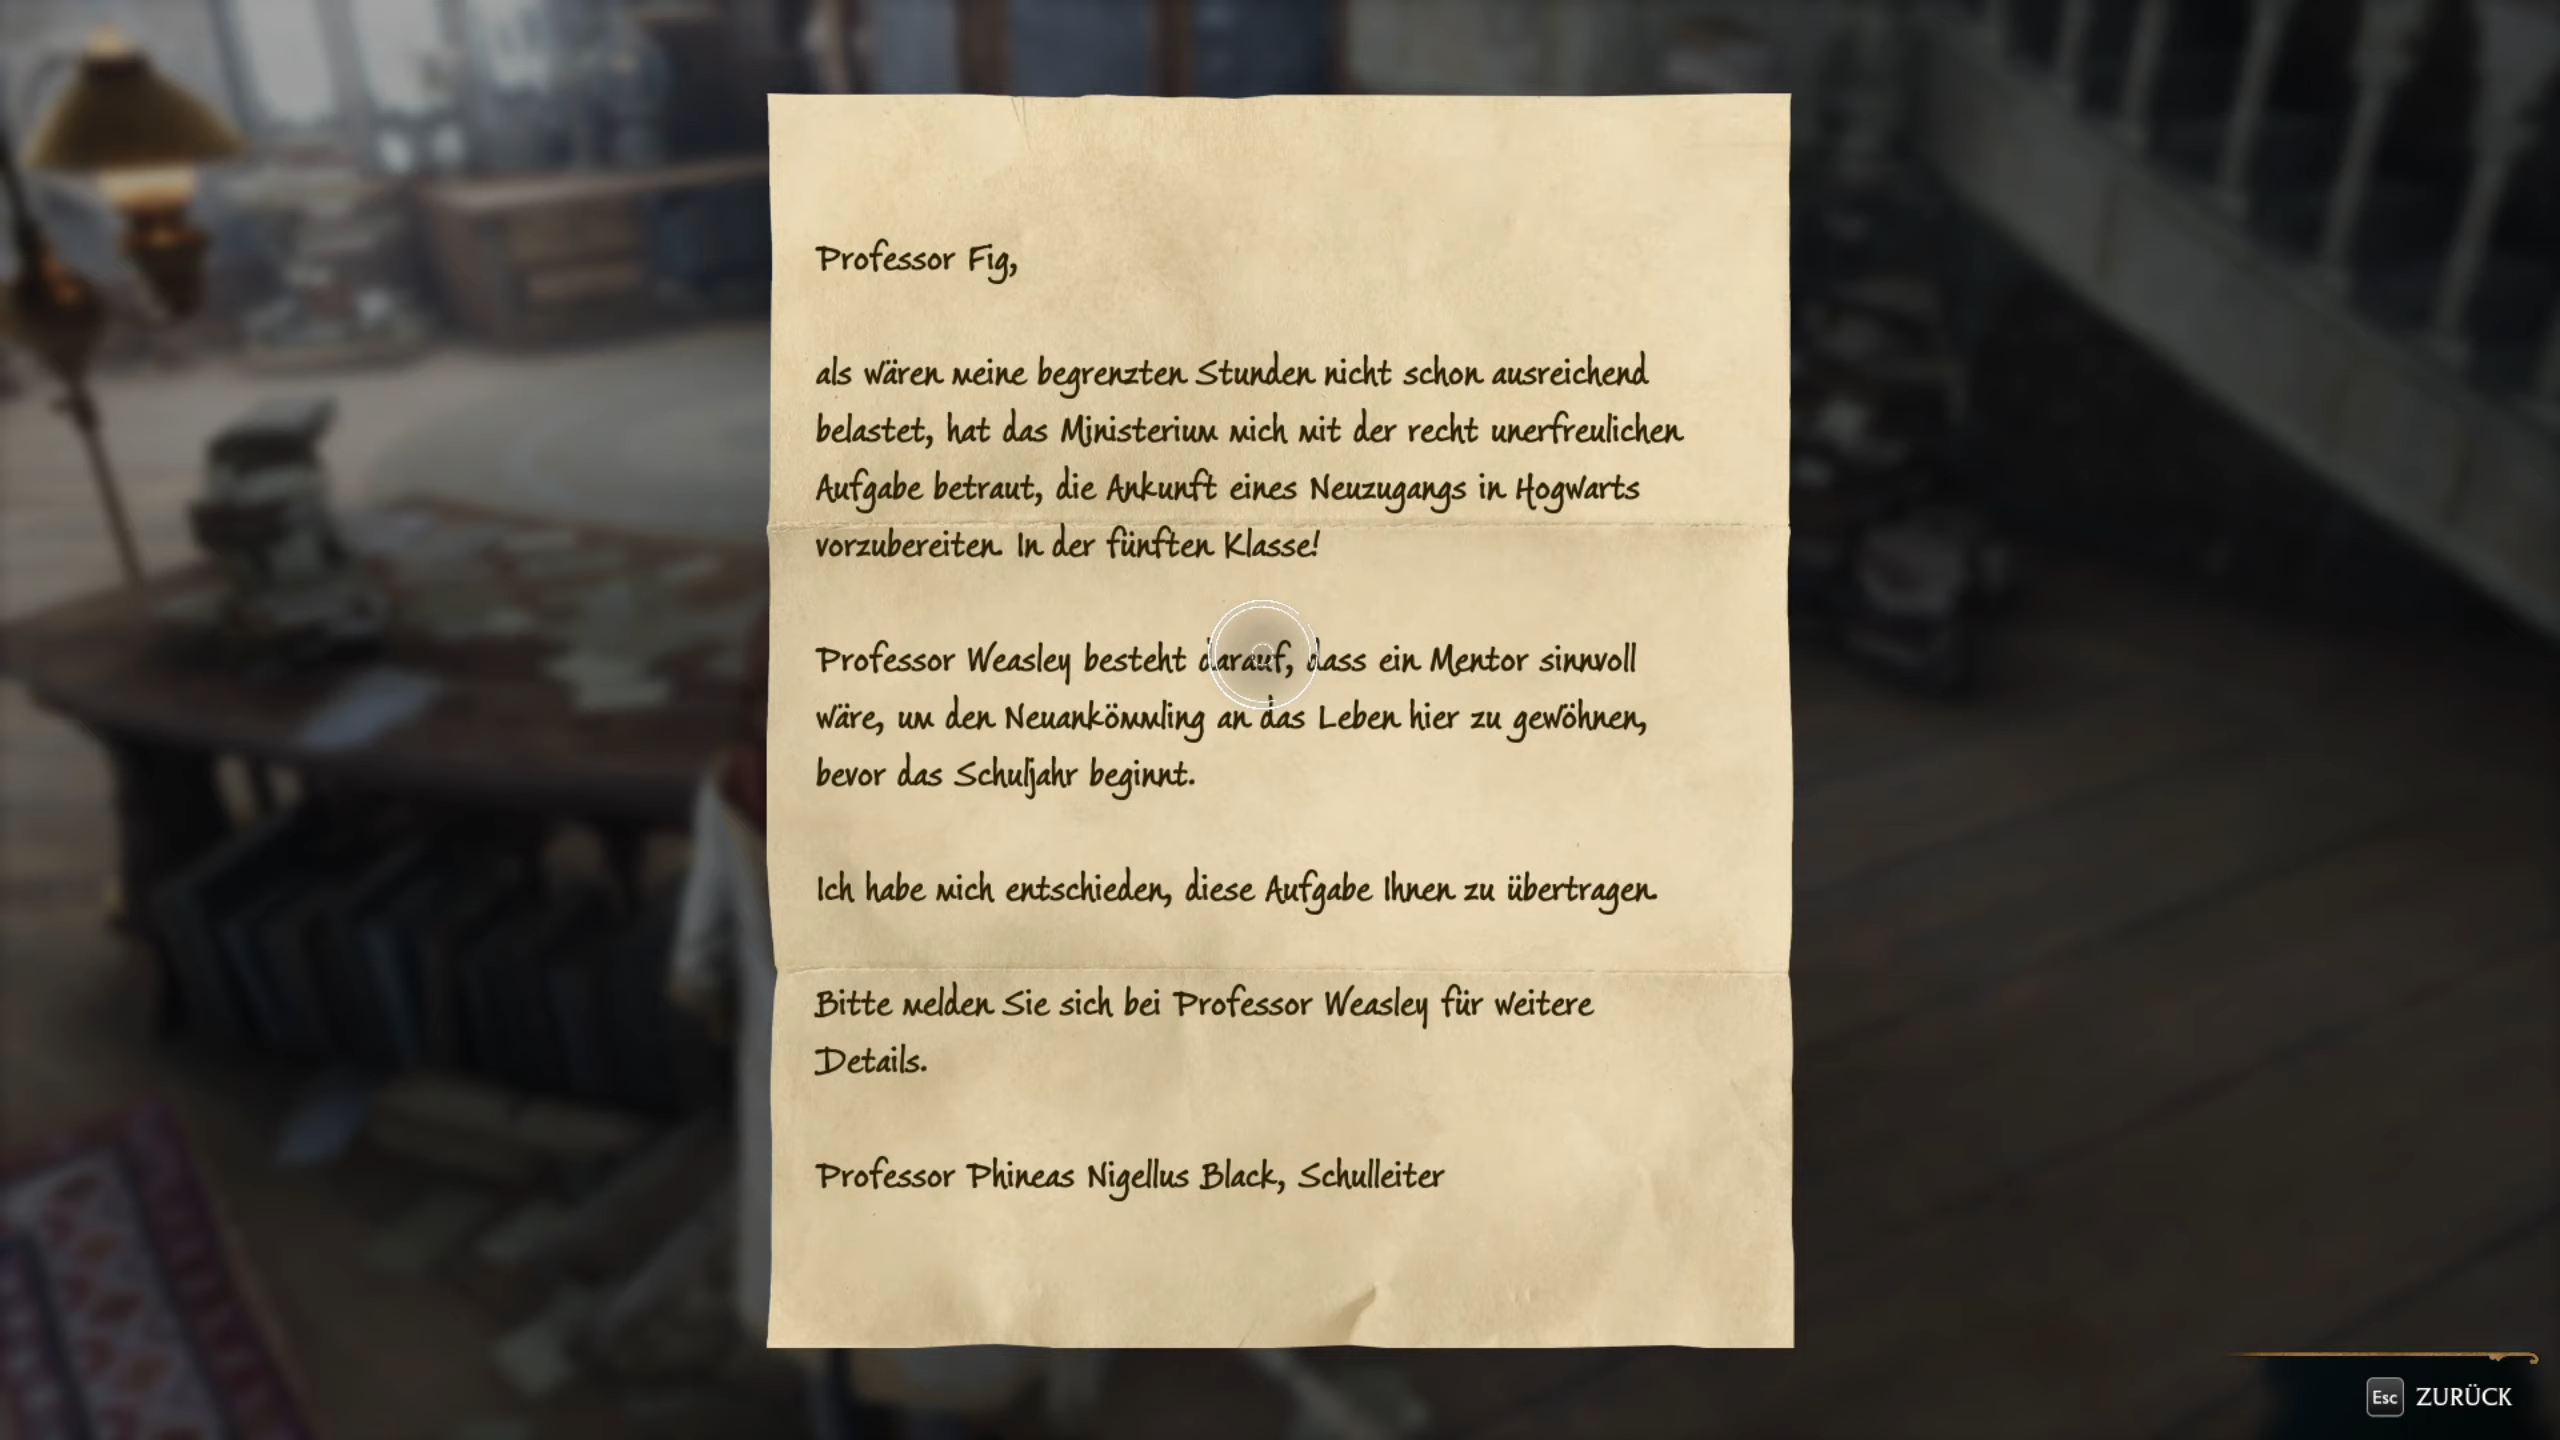 Professor Fig,
als wären meine begrenzten Stunden nicht schon ausreichend
belastet, hat das Ministerium mich mit der recht unerfreulichen
Aufgabe betraut, die Ankunft eines Neuzugangs in Hogwarts
vorzubereiten. In der fünften Klasse!
Professor Weasley besteht darauf, dass ein Mentor sinnvoll
wäre, um den Neuankömmling an das Leben hier zu gewöhnen,
bevor das Schuljahr beginnt.
Ich habe mich entschieden, diese Aufgabe Ihnen zu übertragen.
Bitte melden Sie sich bei Professor Weasley für weitere
Details.
Professor Phineas Nigellus Black, Schulleiter
Esc ZURÜCK